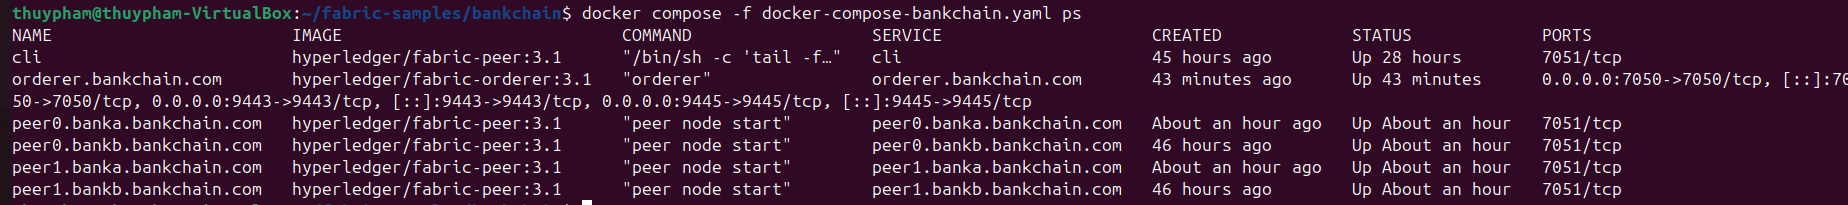 thuypham@thuypham-VirtualBox:~/fabric-samples/bankchain$ docker compose -f docker-compose-bankchain.yaml ps
NAME IMAGE COMMAND SERVICE CREATED STATUS PORTS
cli hyperledger/fabric-peer:3.1 "/bin/sh -c 'tail -f…" cli 45 hours ago Up 28 hours 7051/tcp
orderer.bankchain.com hyperledger/fabric-orderer:3.1 "orderer" orderer.bankchain.com 43 minutes ago Up 43 minutes 0.0.0.0:7050->7050/tcp, [::]:70
50->7050/tcp, 0.0.0.0:9443->9443/tcp, [::]:9443->9443/tcp, 0.0.0.0:9445->9445/tcp, [::]:9445->9445/tcp
peer0.banka.bankchain.com hyperledger/fabric-peer:3.1 "peer node start" peer0.banka.bankchain.com About an hour ago Up About an hour 7051/tcp
peer0.bankb.bankchain.com hyperledger/fabric-peer:3.1 "peer node start" peer0.bankb.bankchain.com 46 hours ago Up About an hour 7051/tcp
peer1.banka.bankchain.com hyperledger/fabric-peer:3.1 "peer node start" peer1.banka.bankchain.com About an hour ago Up About an hour 7051/tcp
peer1.bankb.bankchain.com hyperledger/fabric-peer:3.1 "peer node start" peer1.bankb.bankchain.com 46 hours ago Up About an hour 7051/tcp